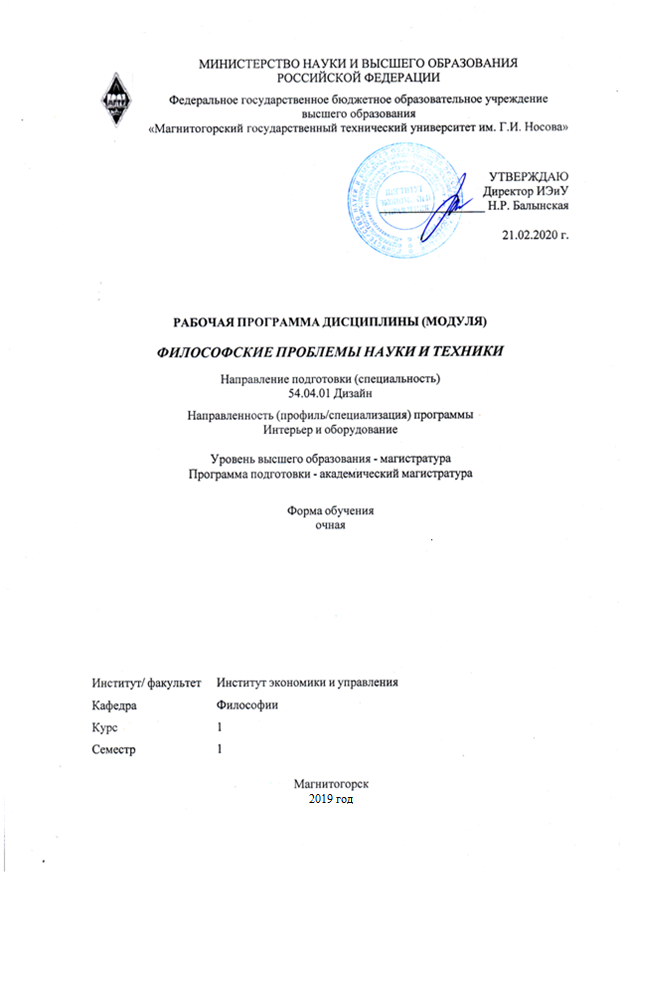 МИНИСТЕРСТВО НАУКИ И ВЫСШЕГО ОБРАЗОВАНИЯ
РОССИЙСКОЙ ФЕДЕРАЦИИ
Федеральное государственное бюджетное образовательное учреждение
высшего образования
«Магнитогорский государственный технический университет им. Г.И. Носова»
УТВЕРЖДАЮ
Директор ИЭиУ
Н.Р. Балынская
21.02.2020 г.
РАБОЧАЯ ПРОГРАММА ДИСЦИПЛИНЫ (МОДУЛЯ)
ФИЛОСОФСКИЕ ПРОБЛЕМЫ НАУКИ И ТЕХНИКИ
Направление подготовки (специальность)
54.04.01 Дизайн
Направленность (профиль/специализация) программы
Интерьер и оборудование
Уровень высшего образования - магистратура
Программа подготовки - академический магистратура
Форма обучения
очная
Институт/ факультет Институт экономики и управления
Кафедра Философии
Курс 1
Семестр 1
Магнитогорск
2019 год